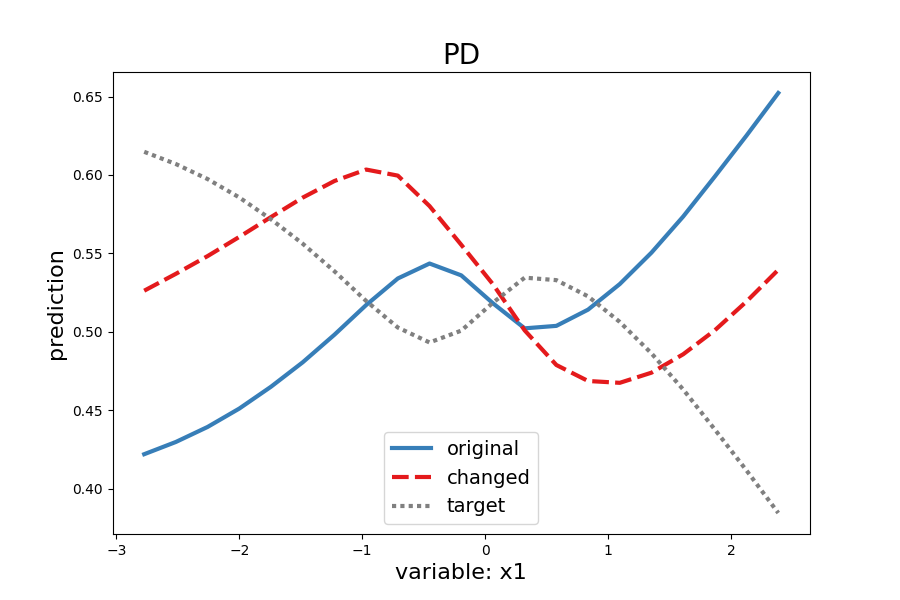 PD
prediction
0.65
0.60
0.55
0.50
0.45
0.40
original
changed
target
−3
−2
−1
0
1
2
variable: x1